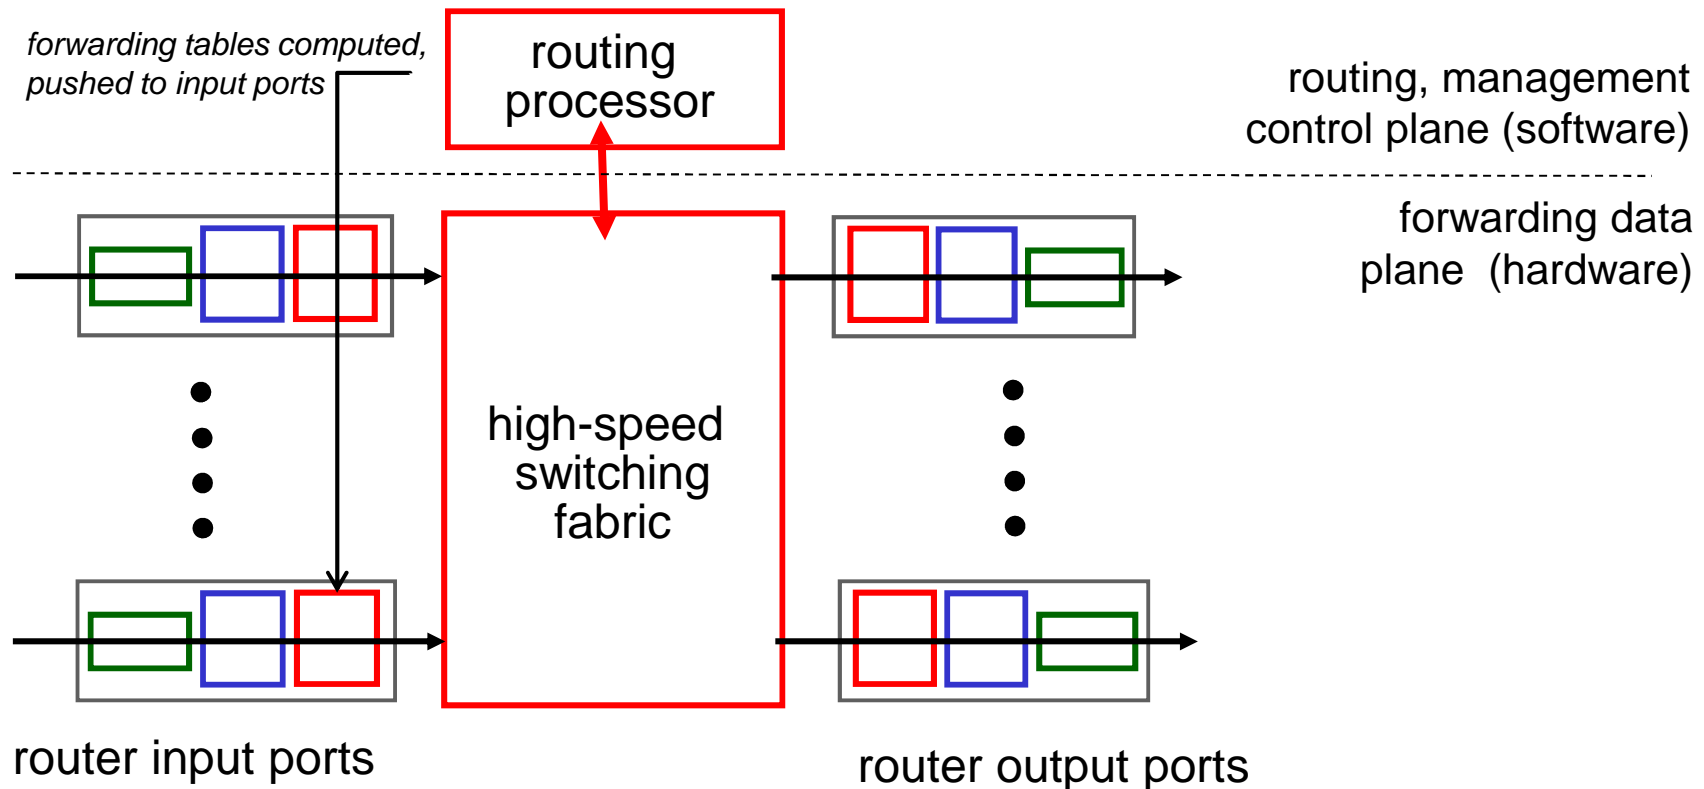 forwarding tables computed,
pushed to input ports
routing
processor
routing, management
control plane (software)
forwarding data
plane (hardware)
high-speed
switching
fabric
router input ports
router output ports